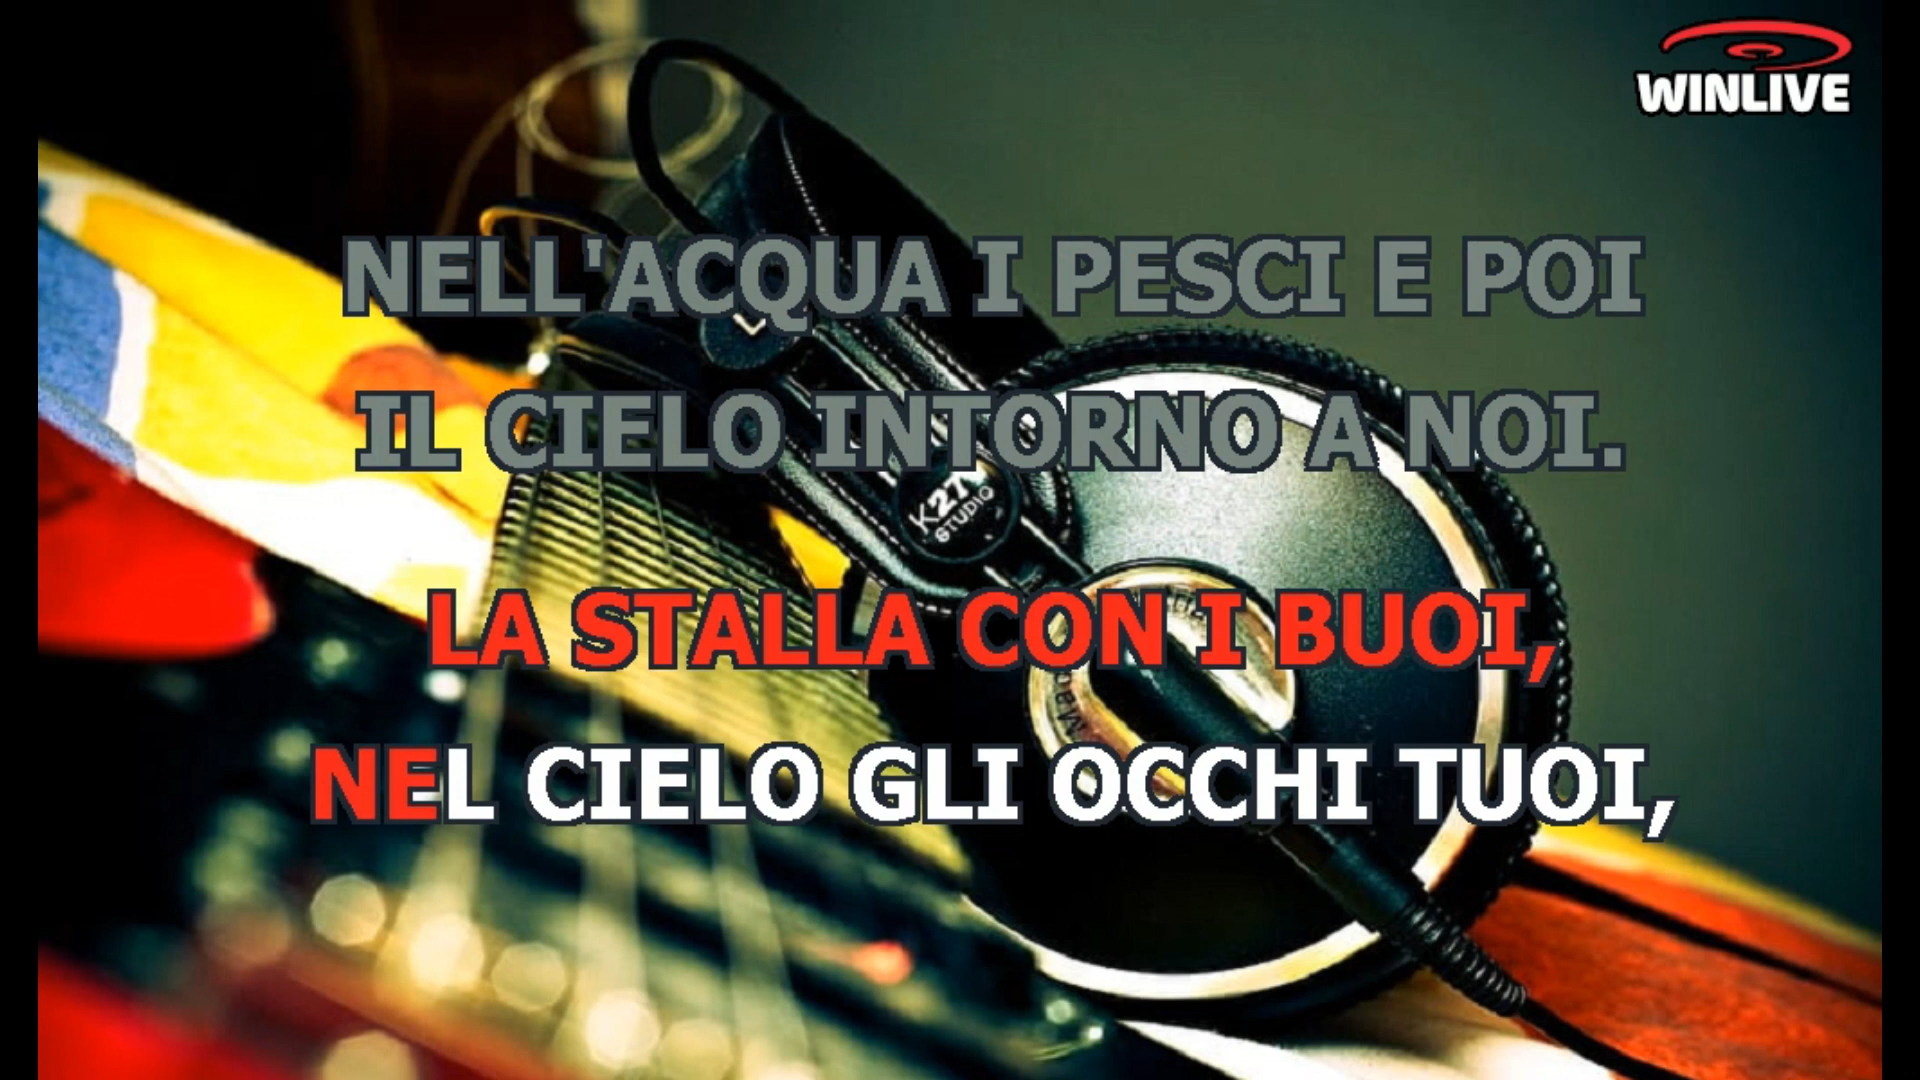 WINLIVE
NELL'ACQUA I PESCI E POI
IL CIELO INTORNO A NOI.
STUDIO
LA STALLA CON I BUOI,
NEL CIELO GLI OCCHI TUOI,